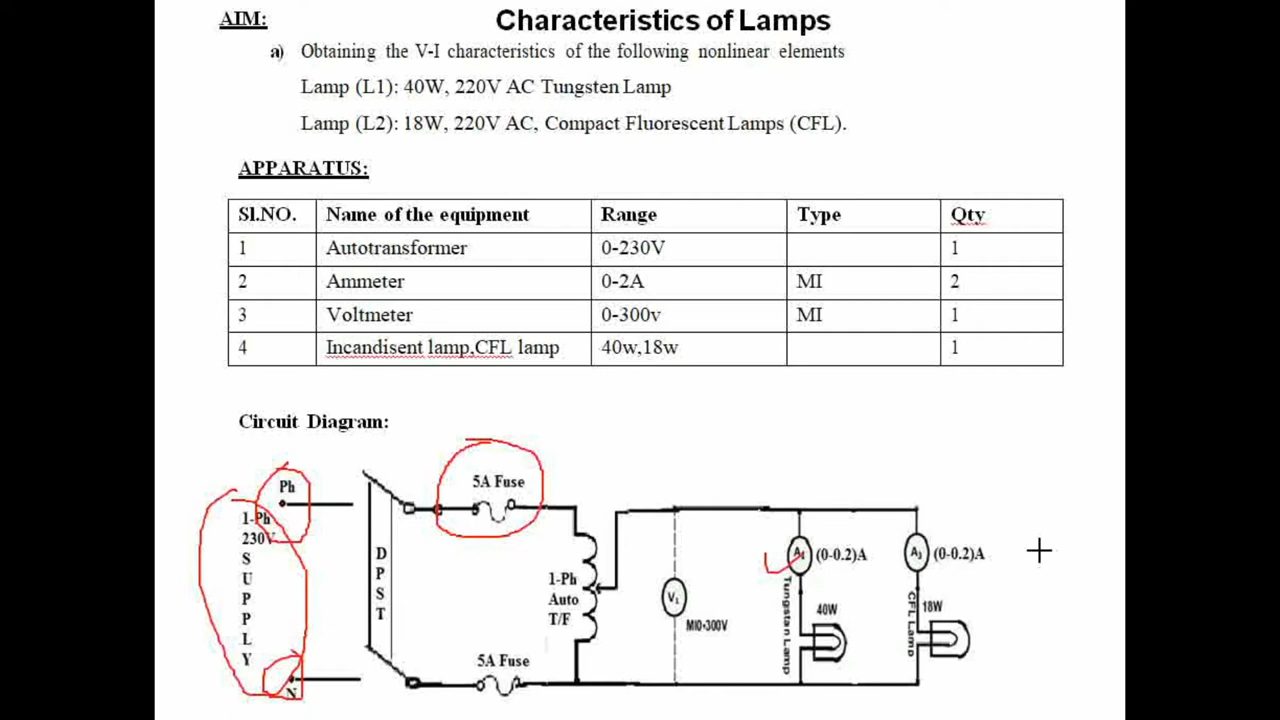 Characteristics of Lamps
AIM:
a) Obtaining the V-I characteristics of the following nonlinear elements
Lamp (L1): 40W, 220V AC Tungsten Lamp
Lamp (L2): 18W, 220V AC, Compact Fluorescent Lamps (CFL).
APPARATUS:
Sl.NO. Name of the equipment Range Type Qty
1 Autotransformer 0-230V 1
2 Ammeter 0-2A MI 2
3 Voltmeter 0-300v MI 1
4 Incandisent lamp,CFL lamp 40w,18w 1
Circuit Diagram:
Ph
1-Ph
230V
SUPPLY
N
DPST
5A Fuse
5A Fuse
1-Ph
Auto
T/F
V1
MI0-300V
A1 (0-0.2)A
Tungstan Lamp
40W
A2 (0-0.2)A
CFL Lamp
18W